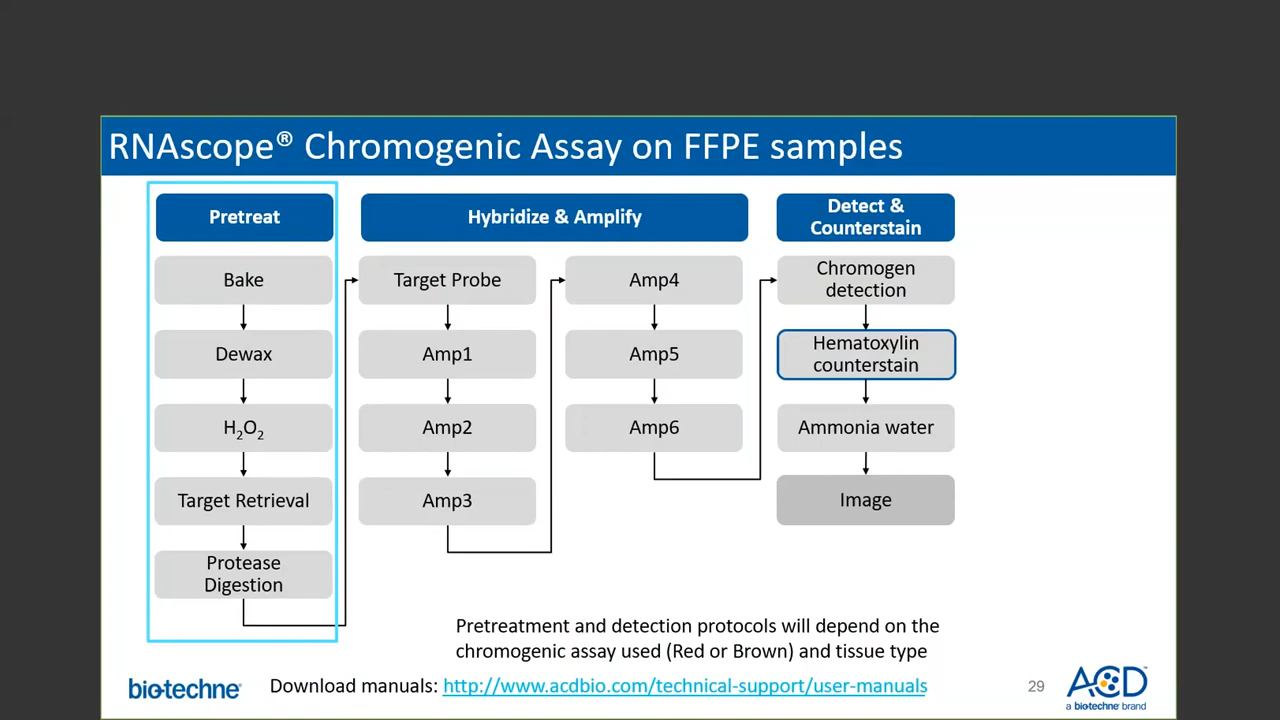 RNAscope® Chromogenic Assay on FFPE samples
Pretreat
Bake
Dewax
H₂O₂
Target Retrieval
Protease
Digestion
Hybridize & Amplify
Target Probe
Amp1
Amp2
Amp3
Amp4
Amp5
Amp6
Detect &
Counterstain
Chromogen
detection
Hematoxylin
counterstain
Ammonia water
Image
Pretreatment and detection protocols will depend on the
chromogenic assay used (Red or Brown) and tissue type
bio-techne®
Download manuals: http://www.acdbio.com/technical-support/user-manuals
29
ACD™
a bio-techne brand